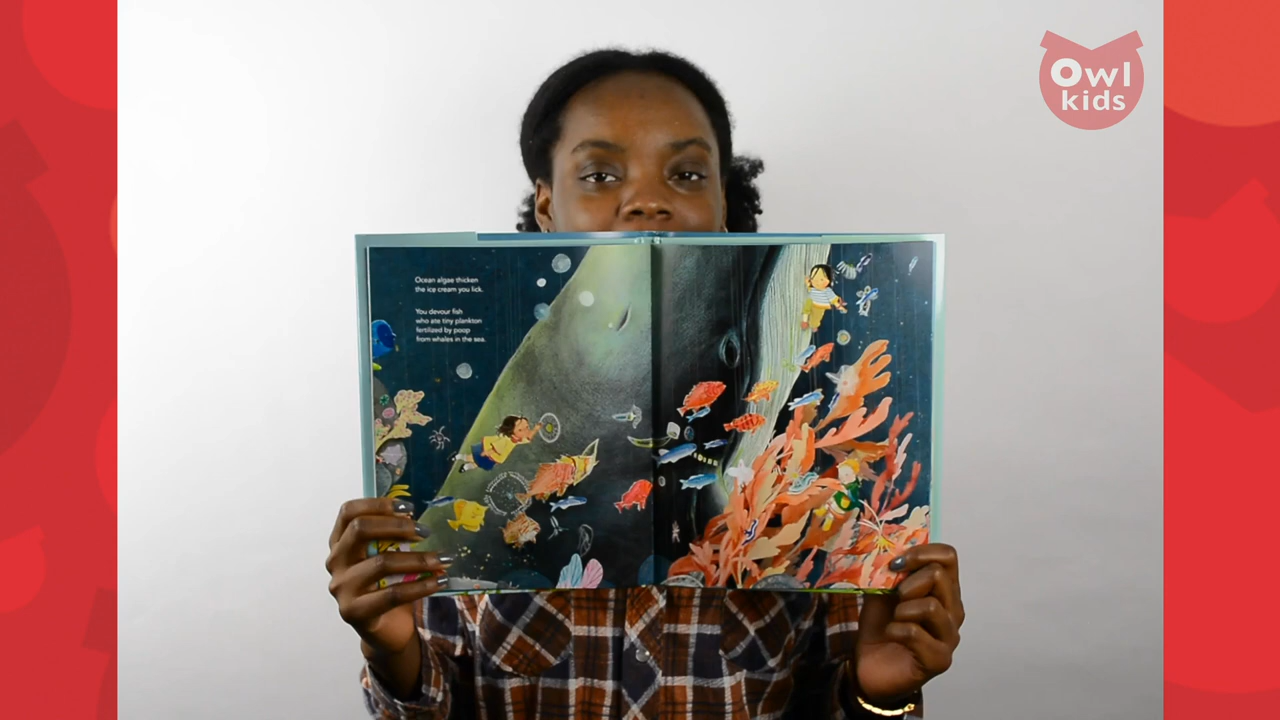 Owl
kids
Ocean algae thicken
the ice cream you lick.
You devour fish
who ate tiny plankton
fertilized by poop
from whales in the sea.